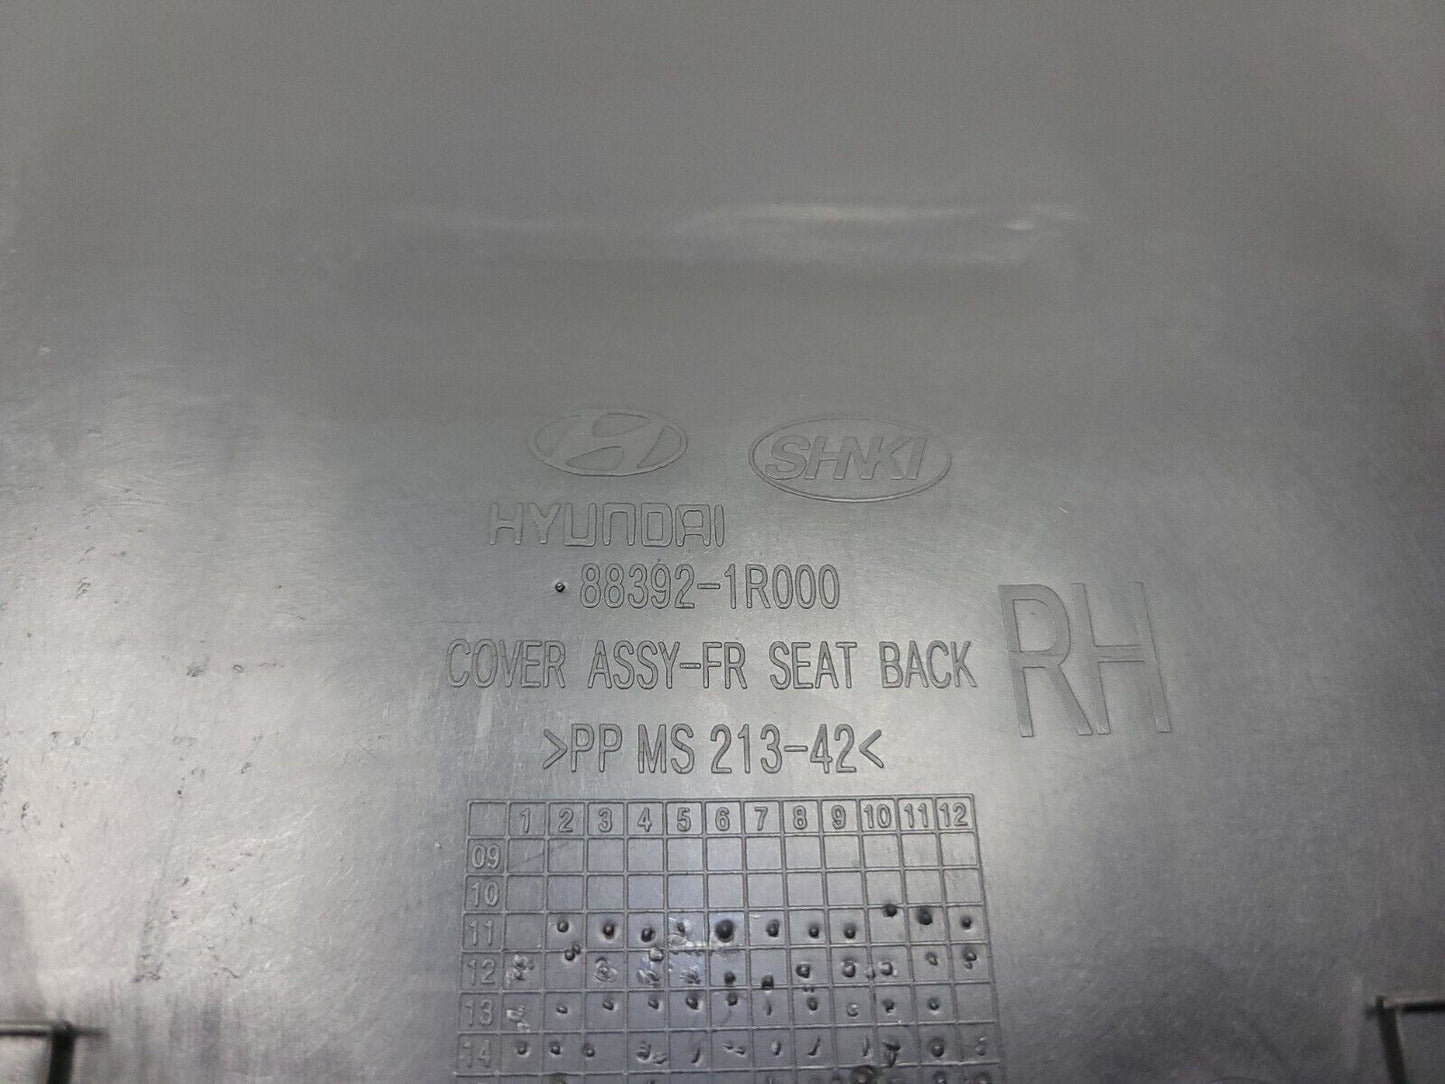 SHNKI
HYUNDAI
88392-1R000
COVER ASSY-FR SEAT BACK
RH
>PP MS 213-42<
1 2 3 4 5 6 7 8 9 10 11 12
09
10
11
12
13
14